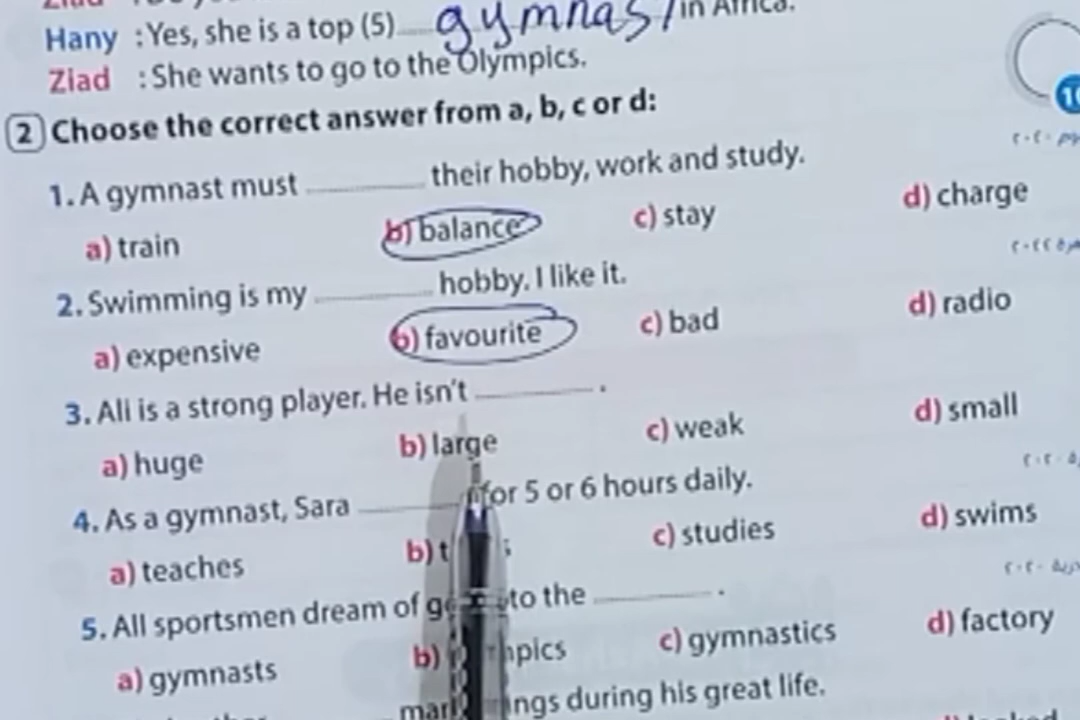 Hany : Yes, she is a top (5) gymnast in Africa.
Ziad : She wants to go to the Olympics.
2 Choose the correct answer from a, b, c or d:
1. A gymnast must ........ their hobby, work and study.
a) train b) balance c) stay d) charge
2. Swimming is my ........ hobby. I like it.
a) expensive b) favourite c) bad d) radio
3. Ali is a strong player. He isn't ........ .
a) huge b) large c) weak d) small
4. As a gymnast, Sara ........ for 5 or 6 hours daily.
a) teaches b) c) studies d) swims
5. All sportsmen dream of to the ........ .
a) gymnasts b) c) gymnastics d) factory
during his great life.